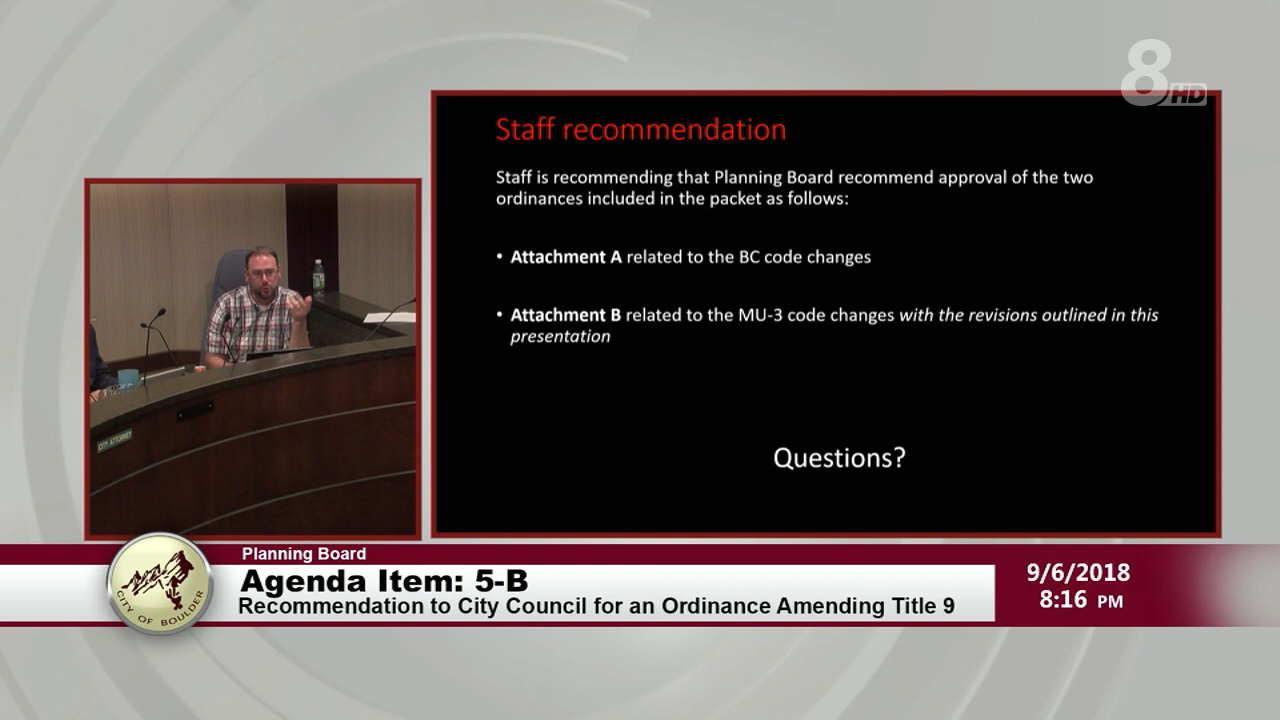 8HD
Staff recommendation
Staff is recommending that Planning Board recommend approval of the two
ordinances included in the packet as follows:
• Attachment A related to the BC code changes
• Attachment B related to the MU-3 code changes with the revisions outlined in this
presentation
Questions?
CITY ATTORNEY
Planning Board
Agenda Item: 5-B
Recommendation to City Council for an Ordinance Amending Title 9
9/6/2018
8:16 PM
CITY OF BOULDER